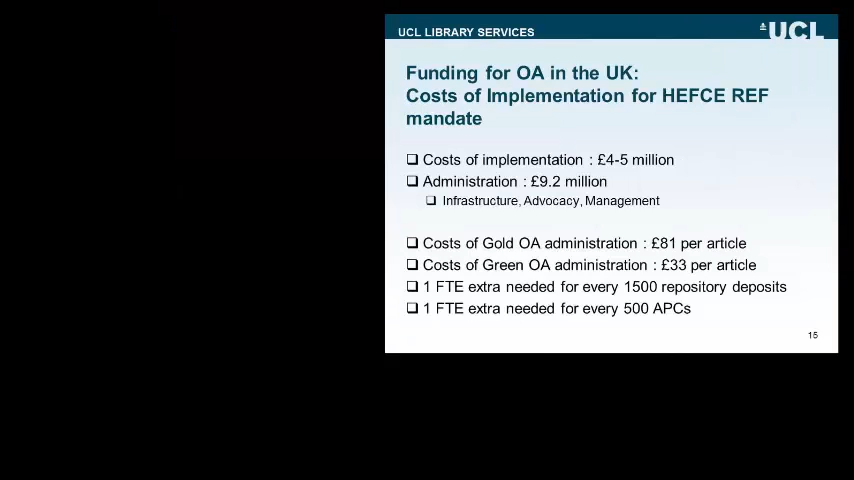 UCL LIBRARY SERVICES
UCL
Funding for OA in the UK:
Costs of Implementation for HEFCE REF
mandate
❑ Costs of implementation : £4-5 million
❑ Administration : £9.2 million
❑ Infrastructure, Advocacy, Management
❑ Costs of Gold OA administration : £81 per article
❑ Costs of Green OA administration : £33 per article
❑ 1 FTE extra needed for every 1500 repository deposits
❑ 1 FTE extra needed for every 500 APCs
15